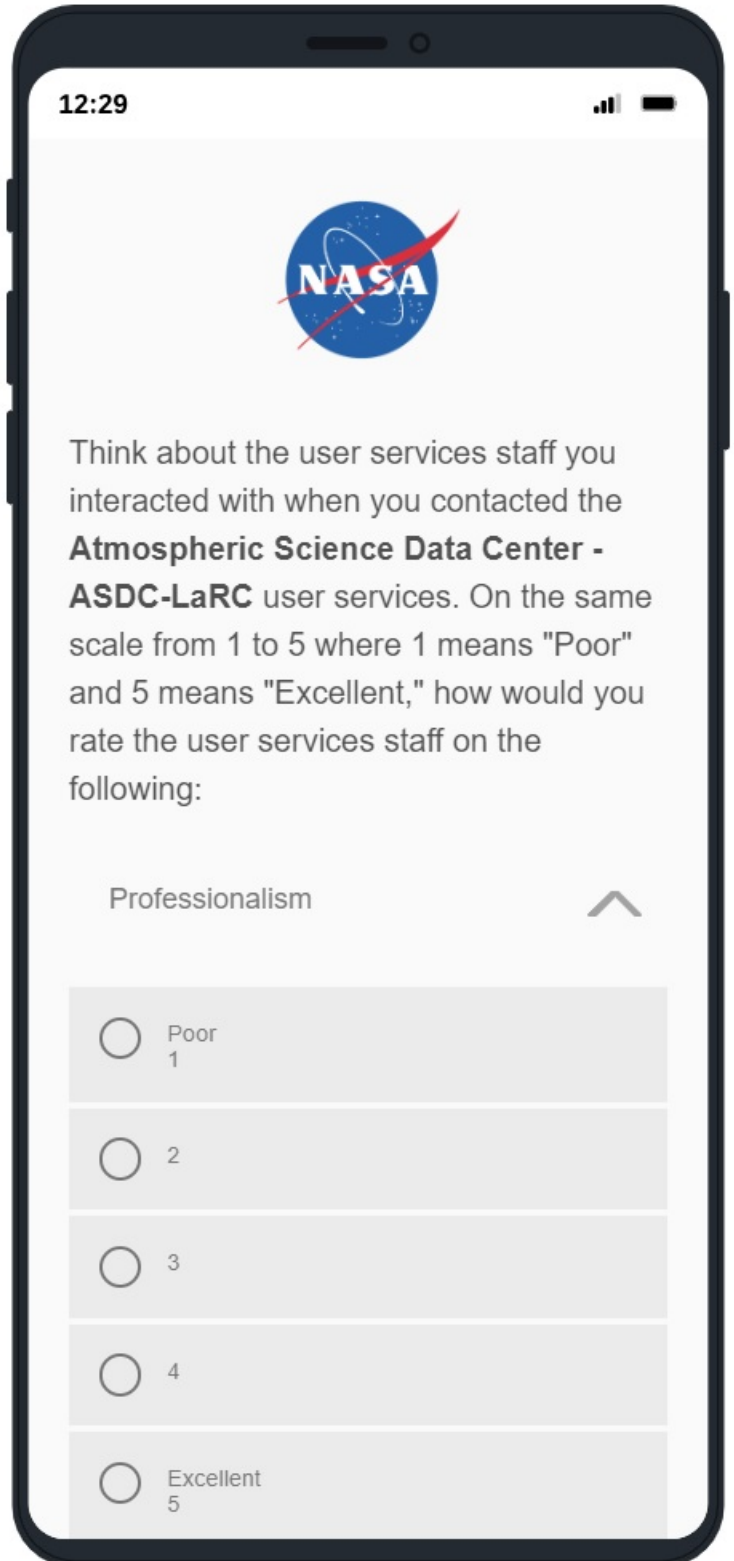 12:29
NASA
Think about the user services staff you
interacted with when you contacted the
Atmospheric Science Data Center -
ASDC-LaRC user services. On the same
scale from 1 to 5 where 1 means "Poor"
and 5 means "Excellent," how would you
rate the user services staff on the
following:
Professionalism
Poor
1
2
3
4
Excellent
5